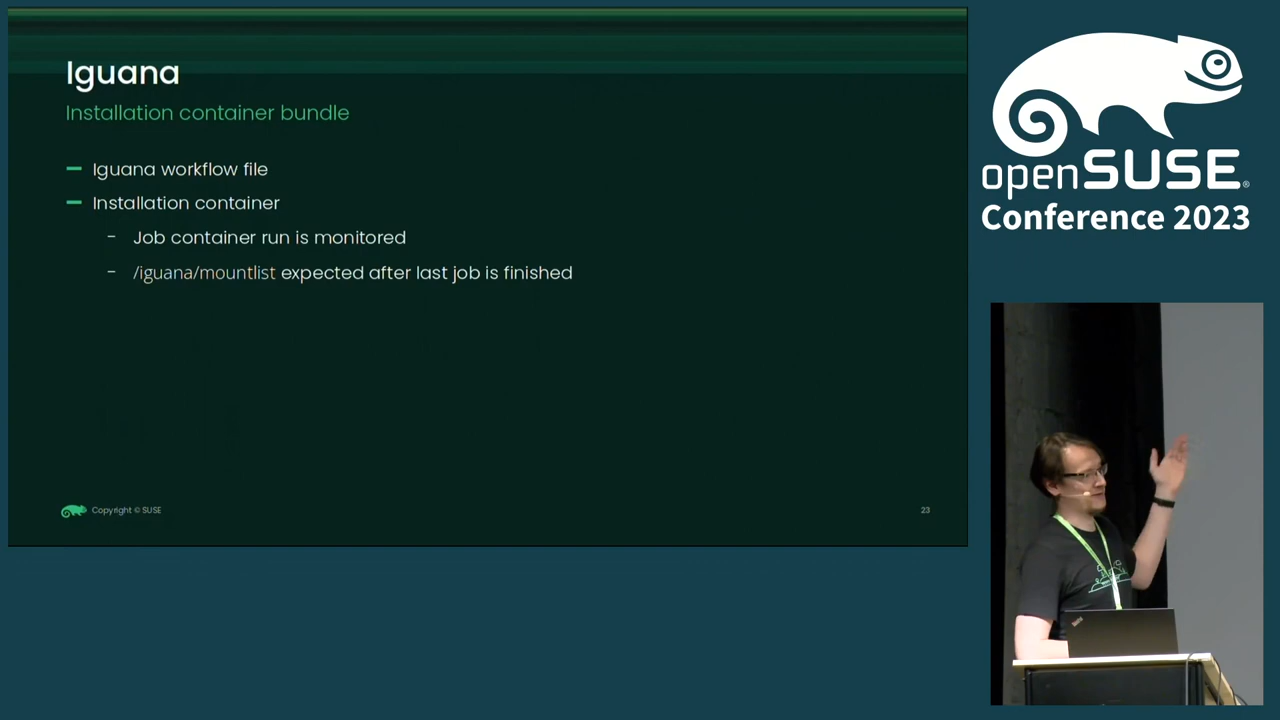 Iguana
Installation container bundle
Iguana workflow file
Installation container
- Job container run is monitored
- /iguana/mountlist expected after last job is finished
Copyright © SUSE
23
openSUSE®
Conference 2023